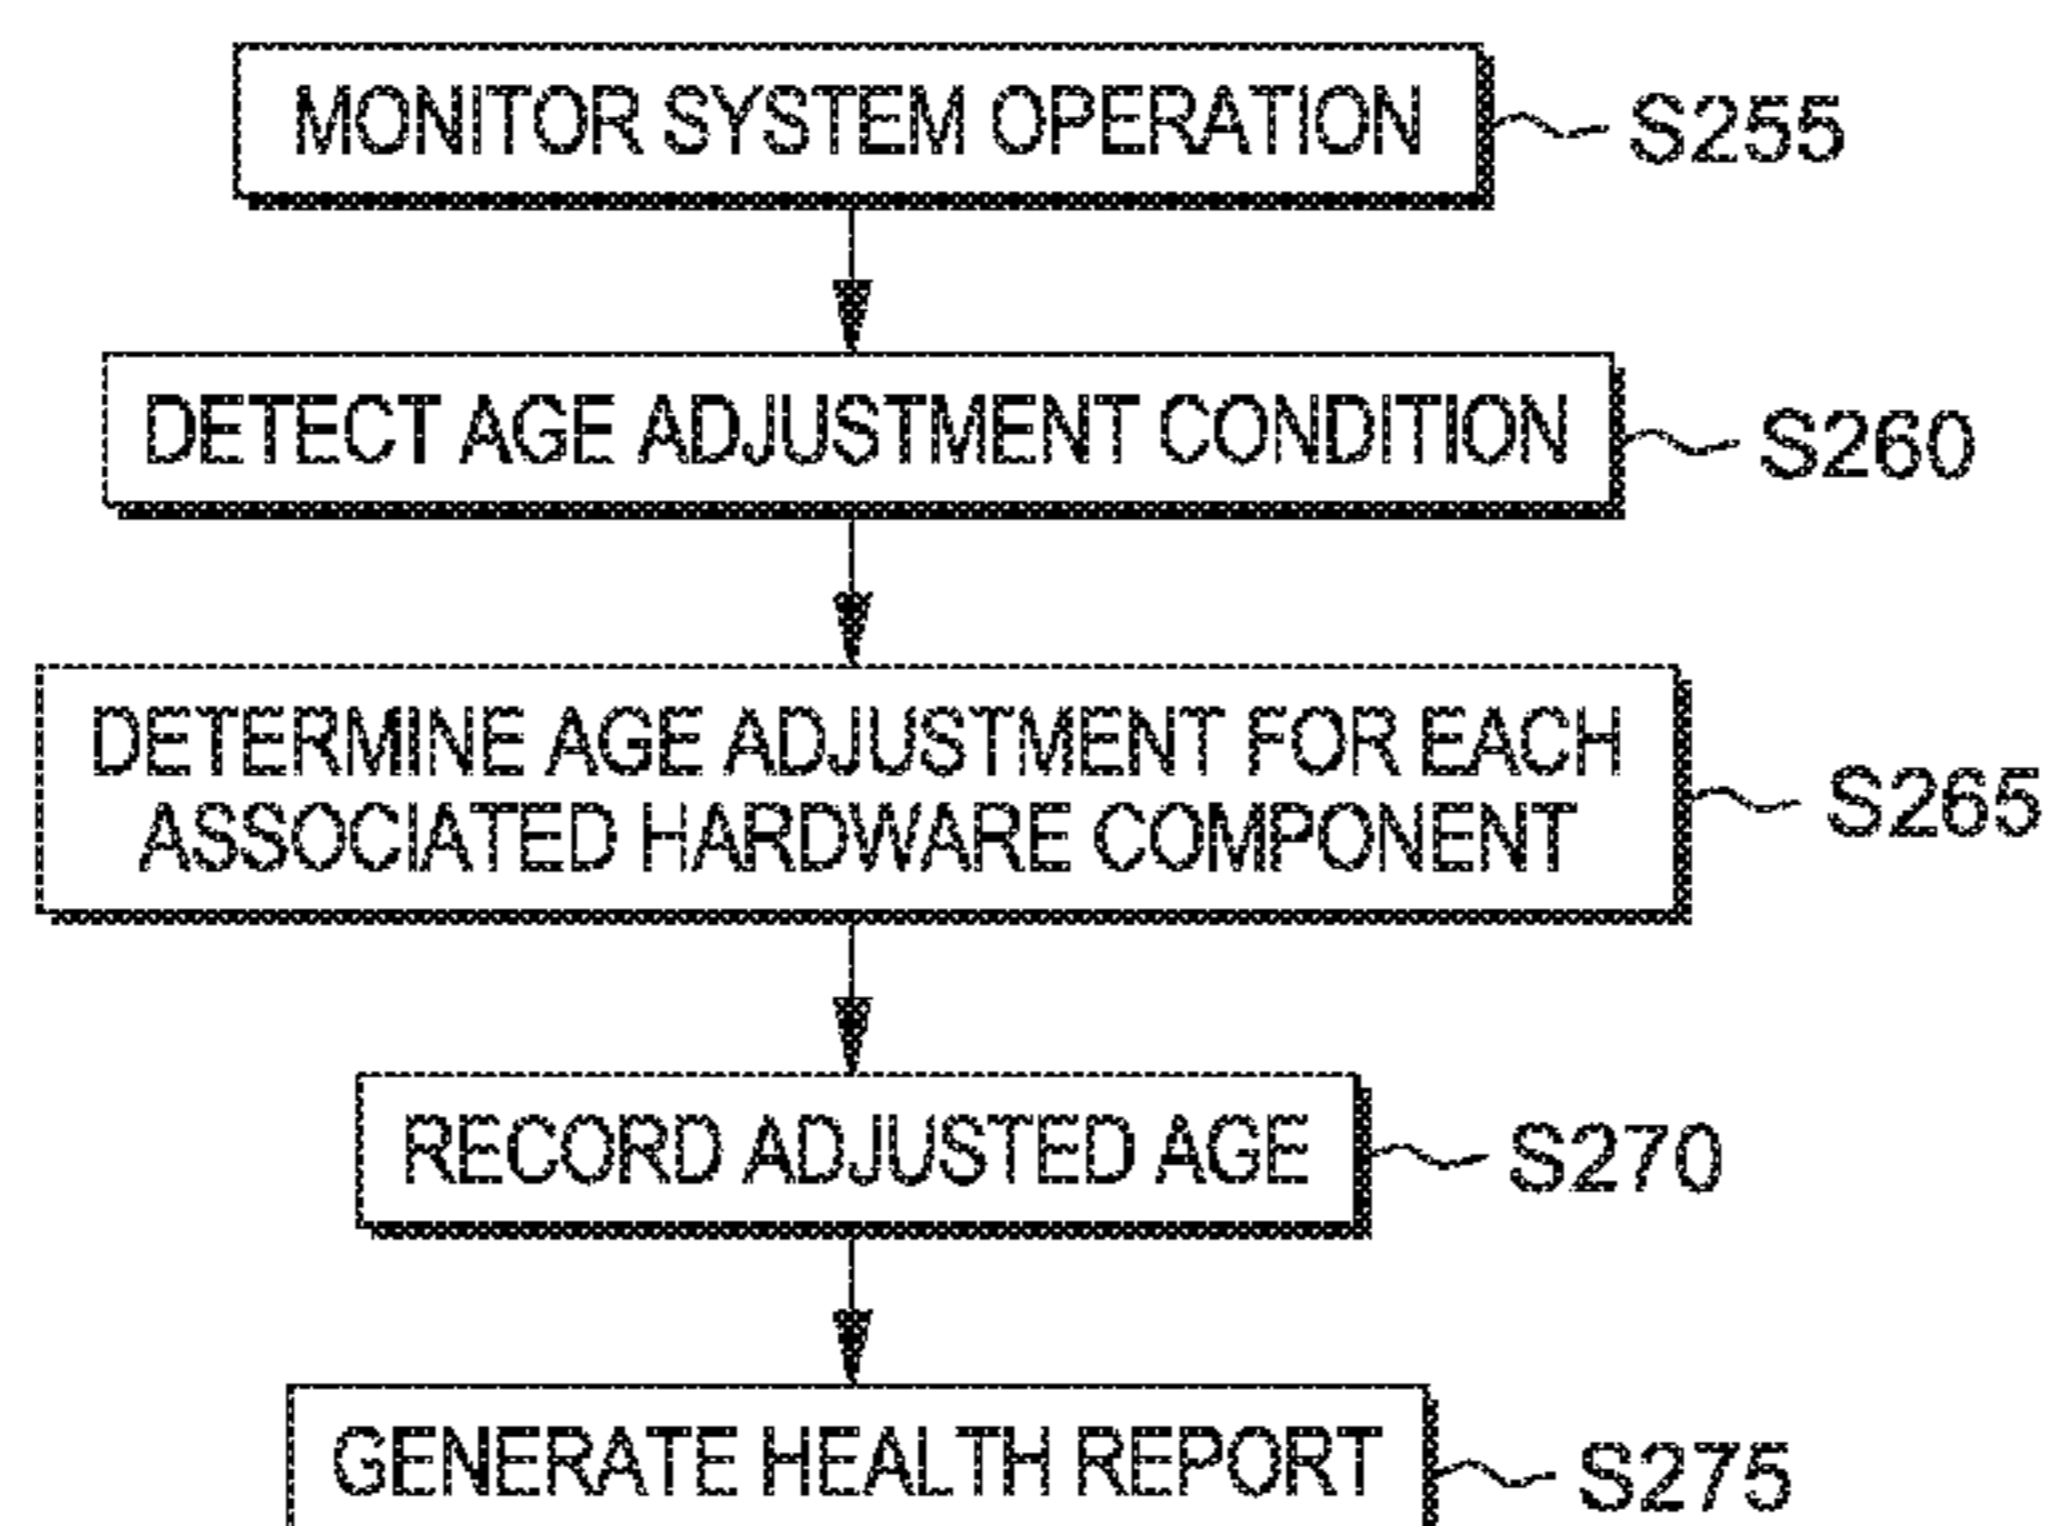 MONITOR SYSTEM OPERATION
S255
DETECT AGE ADJUSTMENT CONDITION
S260
DETERMINE AGE ADJUSTMENT FOR EACH
ASSOCIATED HARDWARE COMPONENT
S265
RECORD ADJUSTED AGE
S270
GENERATE HEALTH REPORT
S275